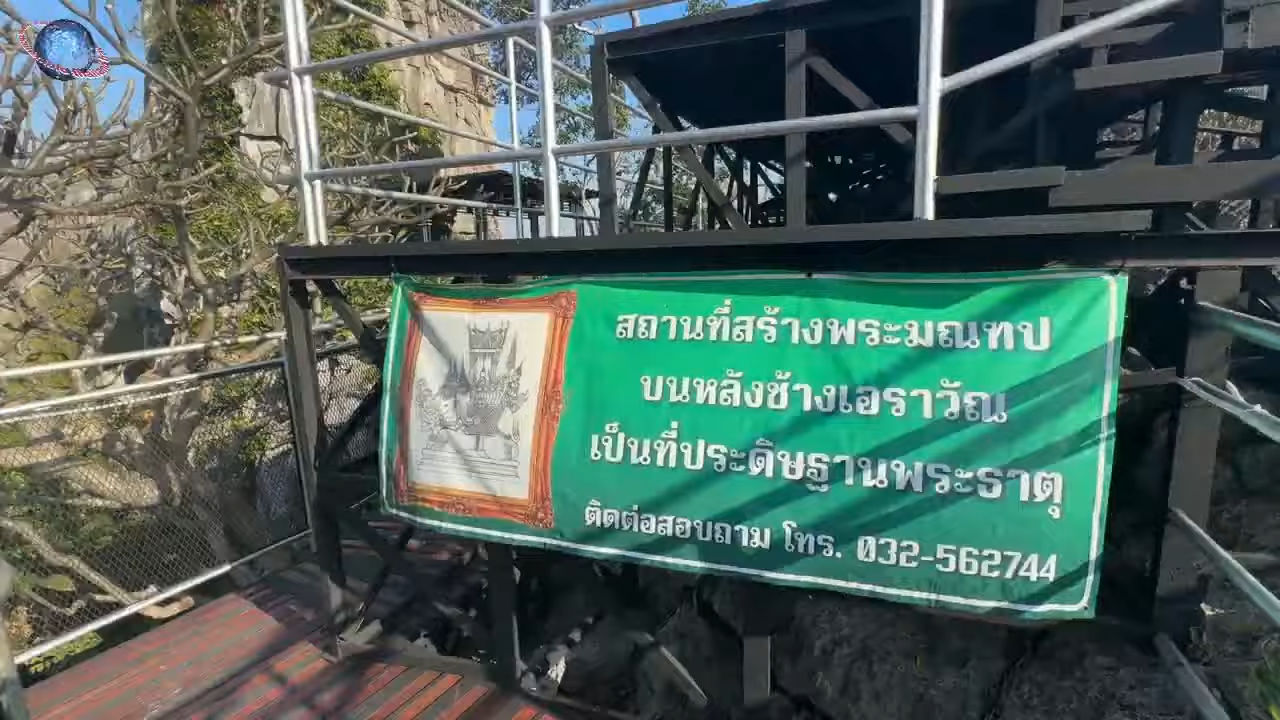 สถานที่สร้างพระมณฑป
บนหลังช้างเอราวัณ
เป็นที่ประดิษฐานพระธาตุ
ติดต่อสอบถาม โทร. 032-562744